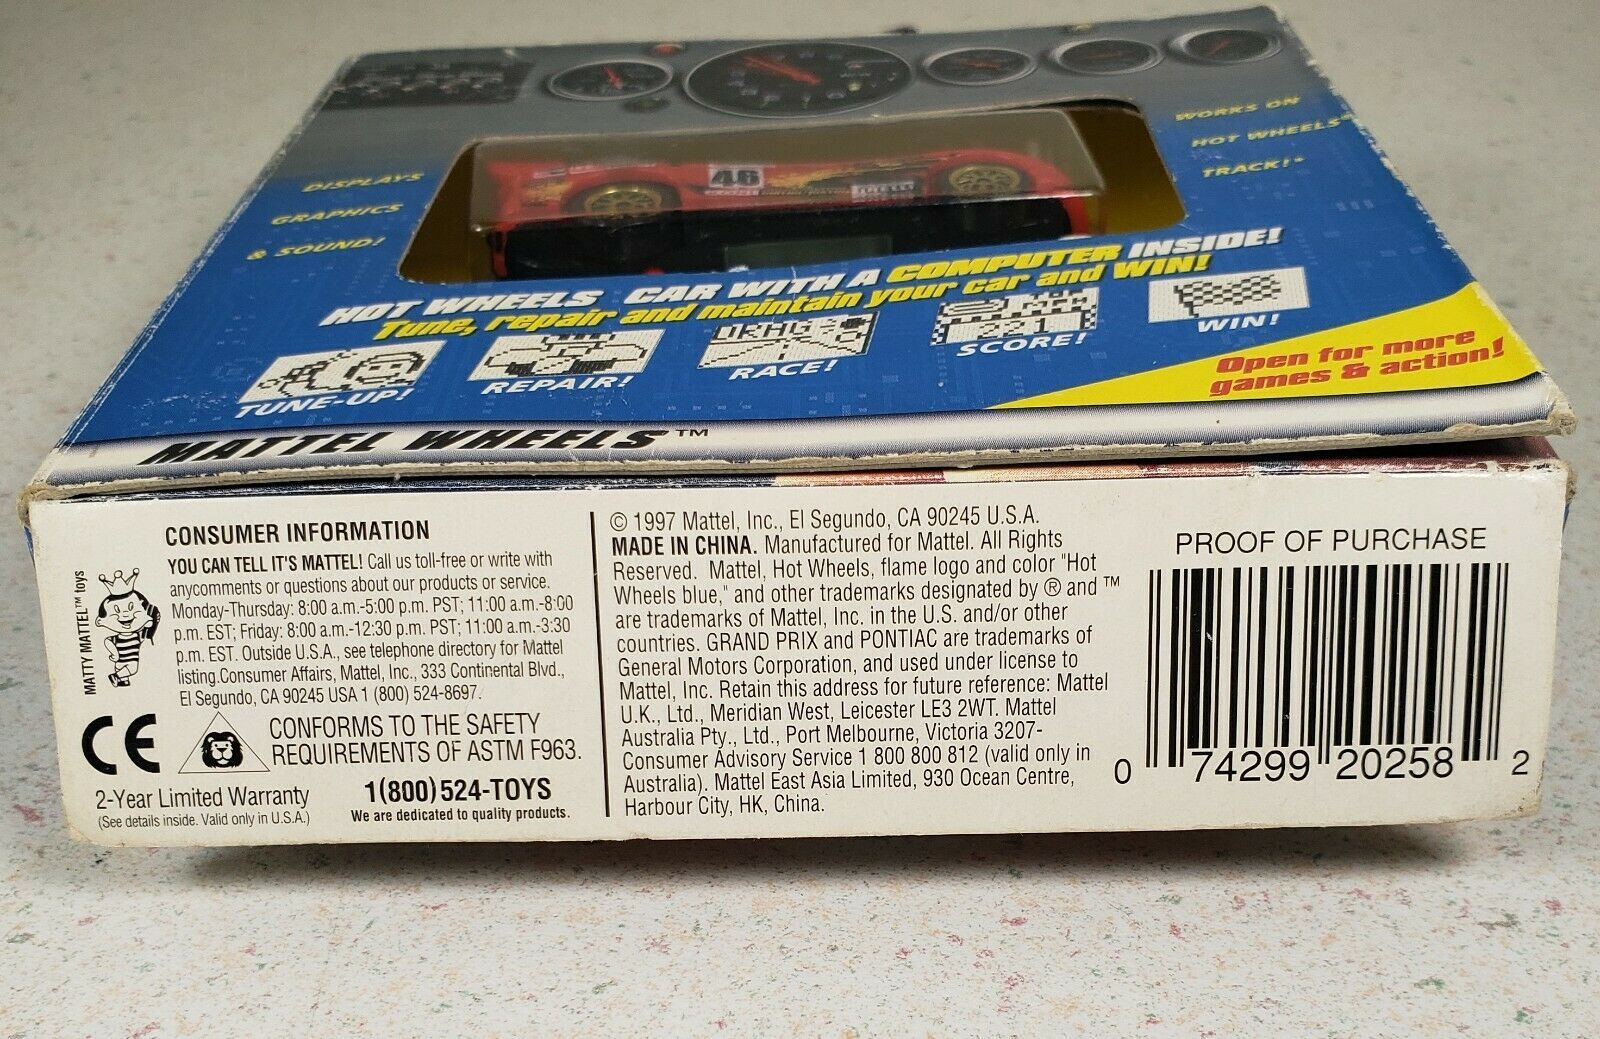 DISPLAYS
GRAPHICS
& SOUND!
46
WORKS ON
HOT WHEELS®
TRACK!*
HOT WHEELS CAR WITH A COMPUTER INSIDE!
Tune, repair and maintain your car and WIN!
TUNE-UP!
REPAIR!
RACE!
221
SCORE!
WIN!
Open for more
games & action!
MATTEL WHEELS™
MATTY MATTEL™ toys
CONSUMER INFORMATION
YOU CAN TELL IT'S MATTEL! Call us toll-free or write with
anycomments or questions about our products or service.
Monday-Thursday: 8:00 a.m.-5:00 p.m. PST; 11:00 a.m.-8:00
p.m. EST; Friday: 8:00 a.m.-12:30 p.m. PST; 11:00 a.m.-3:30
p.m. EST. Outside U.S.A., see telephone directory for Mattel
listing.Consumer Affairs, Mattel, Inc., 333 Continental Blvd.,
El Segundo, CA 90245 USA 1 (800) 524-8697.
CE
CONFORMS TO THE SAFETY
REQUIREMENTS OF ASTM F963.
2-Year Limited Warranty
(See details inside. Valid only in U.S.A.)
1(800)524-TOYS
We are dedicated to quality products.
© 1997 Mattel, Inc., El Segundo, CA 90245 U.S.A.
MADE IN CHINA. Manufactured for Mattel. All Rights
Reserved. Mattel, Hot Wheels, flame logo and color "Hot
Wheels blue," and other trademarks designated by ® and ™
are trademarks of Mattel, Inc. in the U.S. and/or other
countries. GRAND PRIX and PONTIAC are trademarks of
General Motors Corporation, and used under license to
Mattel, Inc. Retain this address for future reference: Mattel
U.K., Ltd., Meridian West, Leicester LE3 2WT. Mattel
Australia Pty., Ltd., Port Melbourne, Victoria 3207-
Consumer Advisory Service 1 800 800 812 (valid only in
Australia). Mattel East Asia Limited, 930 Ocean Centre,
Harbour City, HK, China.
PROOF OF PURCHASE
0 74299 20258 2